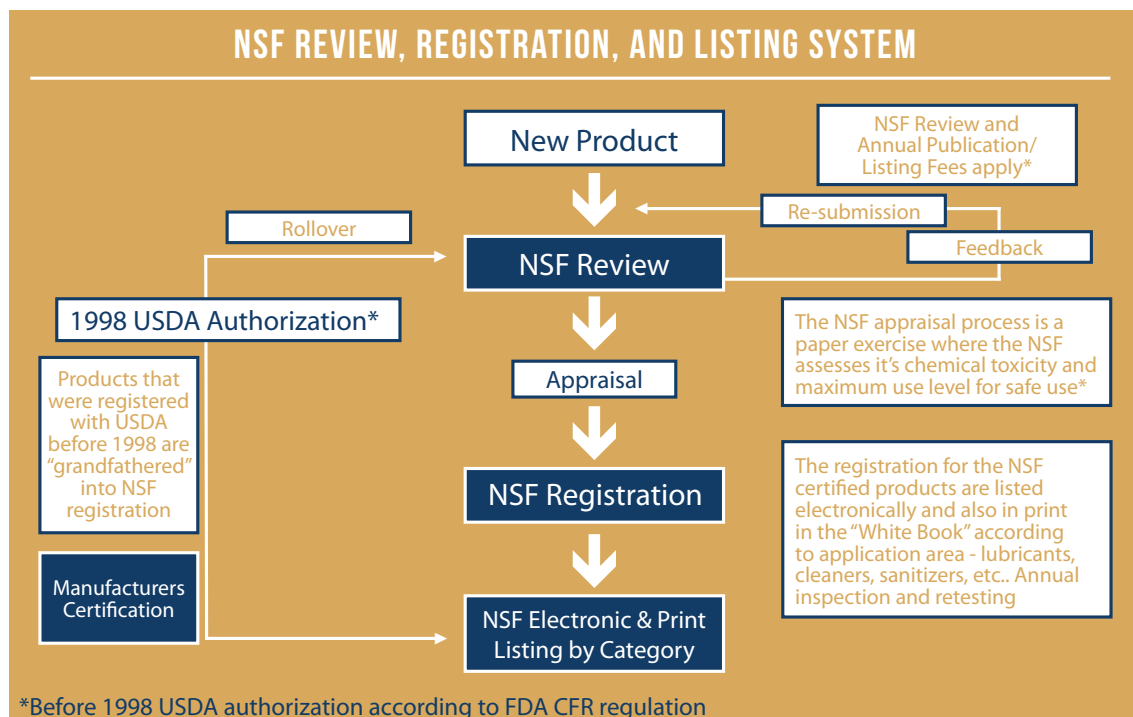 NSF REVIEW, REGISTRATION, AND LISTING SYSTEM
New Product
NSF Review and
Annual Publication/
Listing Fees apply*
Re-submission
Rollover
Feedback
NSF Review
1998 USDA Authorization*
The NSF appraisal process is a
paper exercise where the NSF
assesses it's chemical toxicity and
maximum use level for safe use*
Appraisal
Products that
were registered
with USDA
before 1998 are
“grandfathered”
into NSF
registration
NSF Registration
The registration for the NSF
certified products are listed
electronically and also in print
in the “White Book” according
to application area - lubricants,
cleaners, sanitizers, etc.. Annual
inspection and retesting
Manufacturers
Certification
NSF Electronic & Print
Listing by Category
*Before 1998 USDA authorization according to FDA CFR regulation